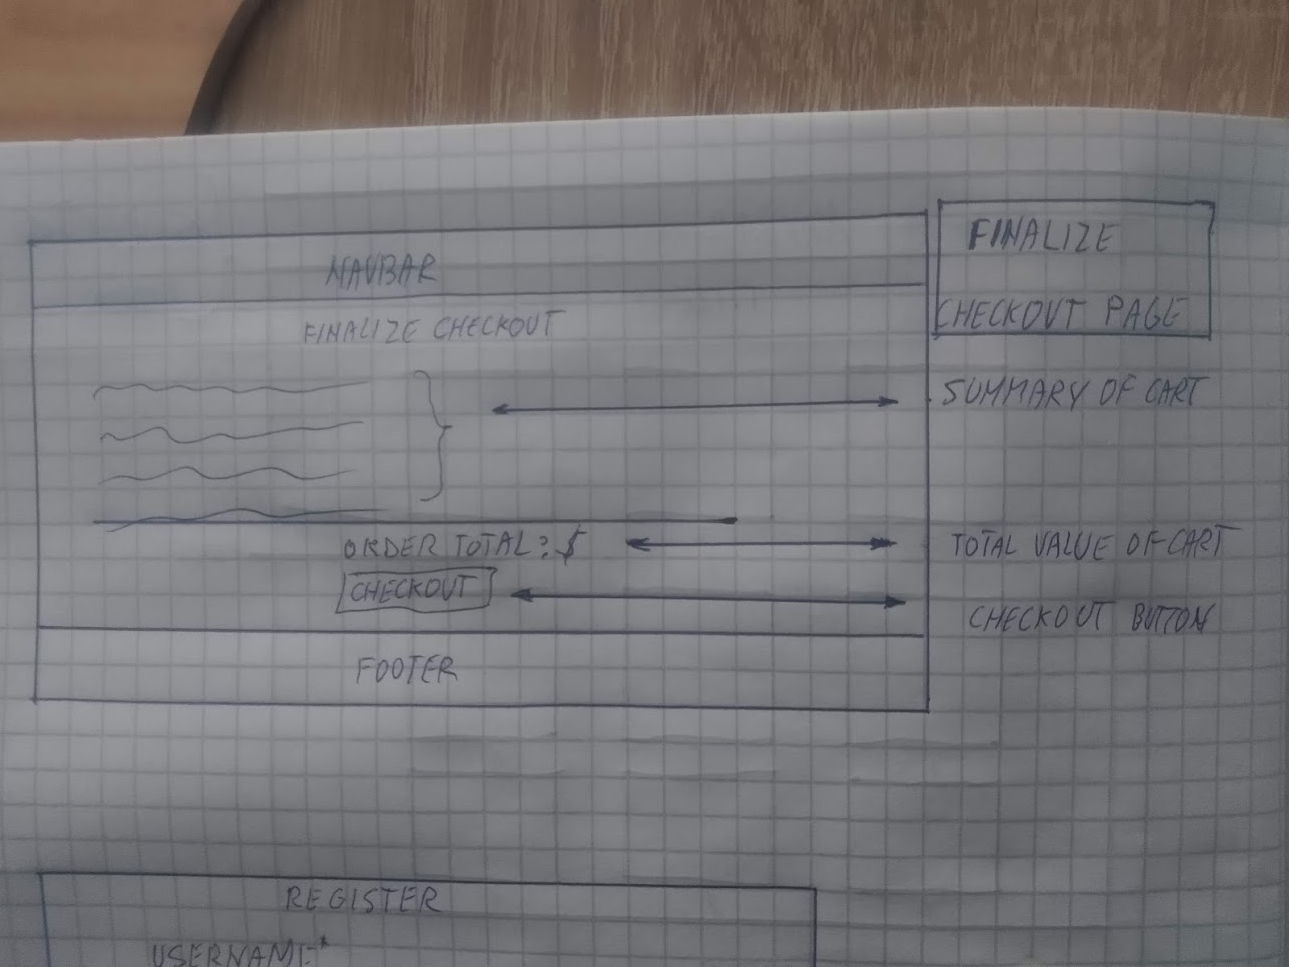 NAVBAR
FINALIZE CHECKOUT
ORDER TOTAL: $
CHECKOUT
FOOTER
FINALIZE
CHECKOUT PAGE
SUMMARY OF CART
TOTAL VALUE OF CART
CHECKOUT BUTTON
REGISTER
USERNAME*